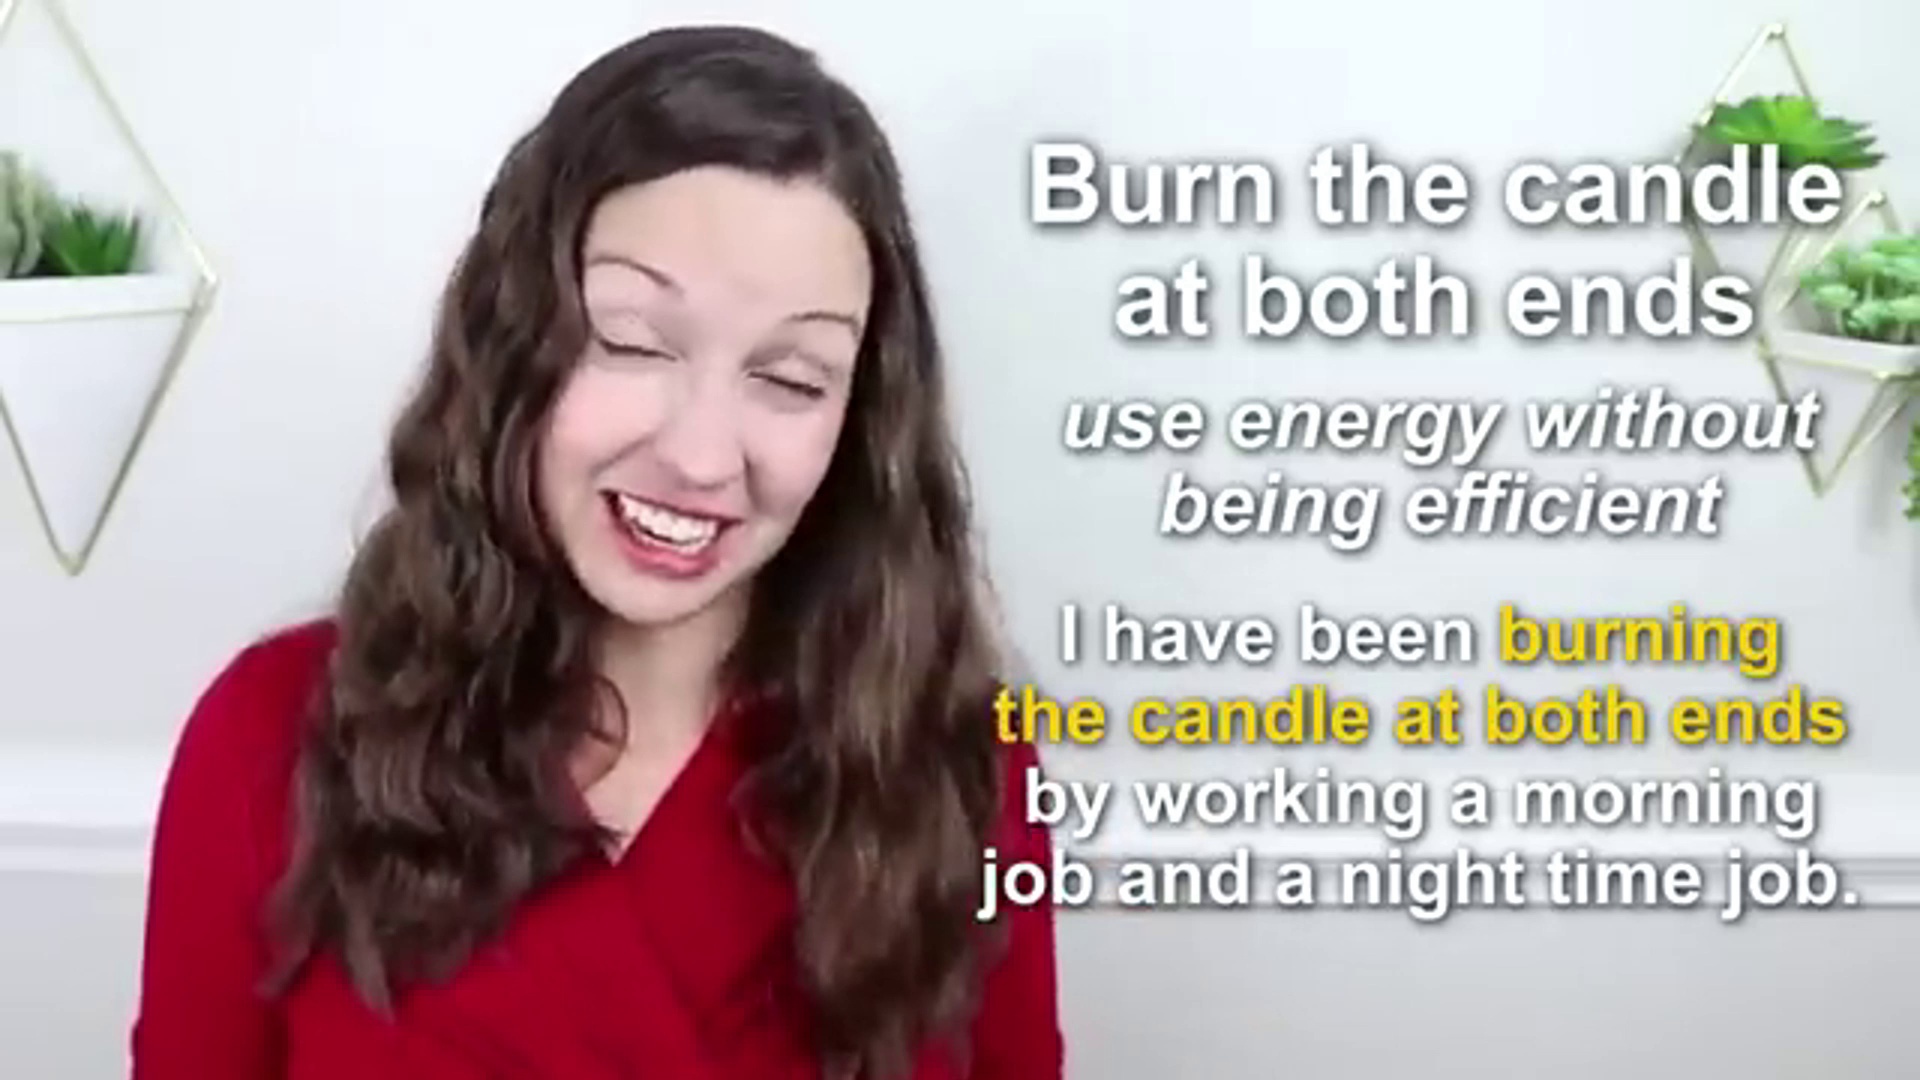 Burn the candle
at both ends
use energy without
being efficient
I have been burning
the candle at both ends
by working a morning
job and a night time job.